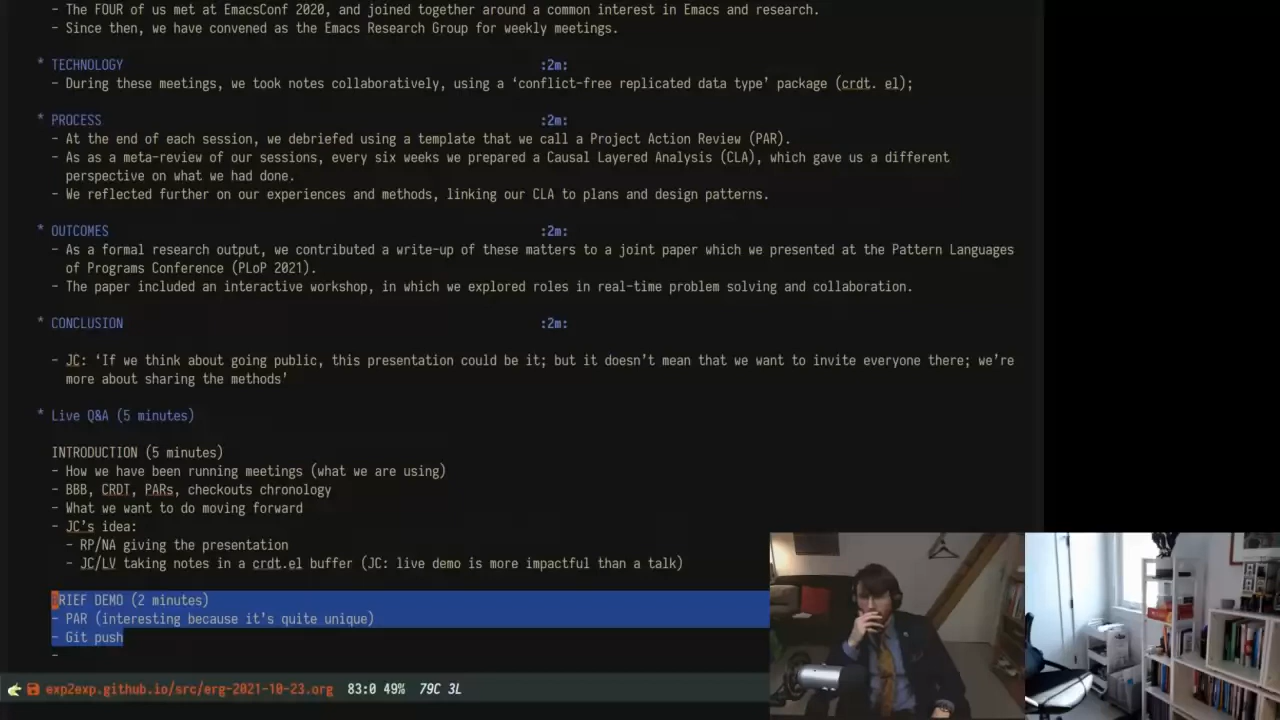 - The FOUR of us met at EmacsConf 2020, and joined together around a common interest in Emacs and research.
- Since then, we have convened as the Emacs Research Group for weekly meetings.
* TECHNOLOGY :2m:
- During these meetings, we took notes collaboratively, using a ‘conflict-free replicated data type’ package (crdt. el);
* PROCESS :2m:
- At the end of each session, we debriefed using a template that we call a Project Action Review (PAR).
- As as a meta-review of our sessions, every six weeks we prepared a Causal Layered Analysis (CLA), which gave us a different
perspective on what we had done.
- We reflected further on our experiences and methods, linking our CLA to plans and design patterns.
* OUTCOMES :2m:
- As a formal research output, we contributed a write-up of these matters to a joint paper which we presented at the Pattern Languages
of Programs Conference (PLoP 2021).
- The paper included an interactive workshop, in which we explored roles in real-time problem solving and collaboration.
* CONCLUSION :2m:
- JC: ‘If we think about going public, this presentation could be it; but it doesn’t mean that we want to invite everyone there; we’re
more about sharing the methods’
* Live Q&A (5 minutes)
INTRODUCTION (5 minutes)
- How we have been running meetings (what we are using)
- BBB, CRDT, PARs, checkouts chronology
- What we want to do moving forward
- JC’s idea:
- RP/NA giving the presentation
- JC/LV taking notes in a crdt.el buffer (JC: live demo is more impactful than a talk)
BRIEF DEMO (2 minutes)
- PAR (interesting because it’s quite unique)
- Git push
-
exp2exp.github.io/src/erg-2021-10-23.org 83:0 49% 79C 3L